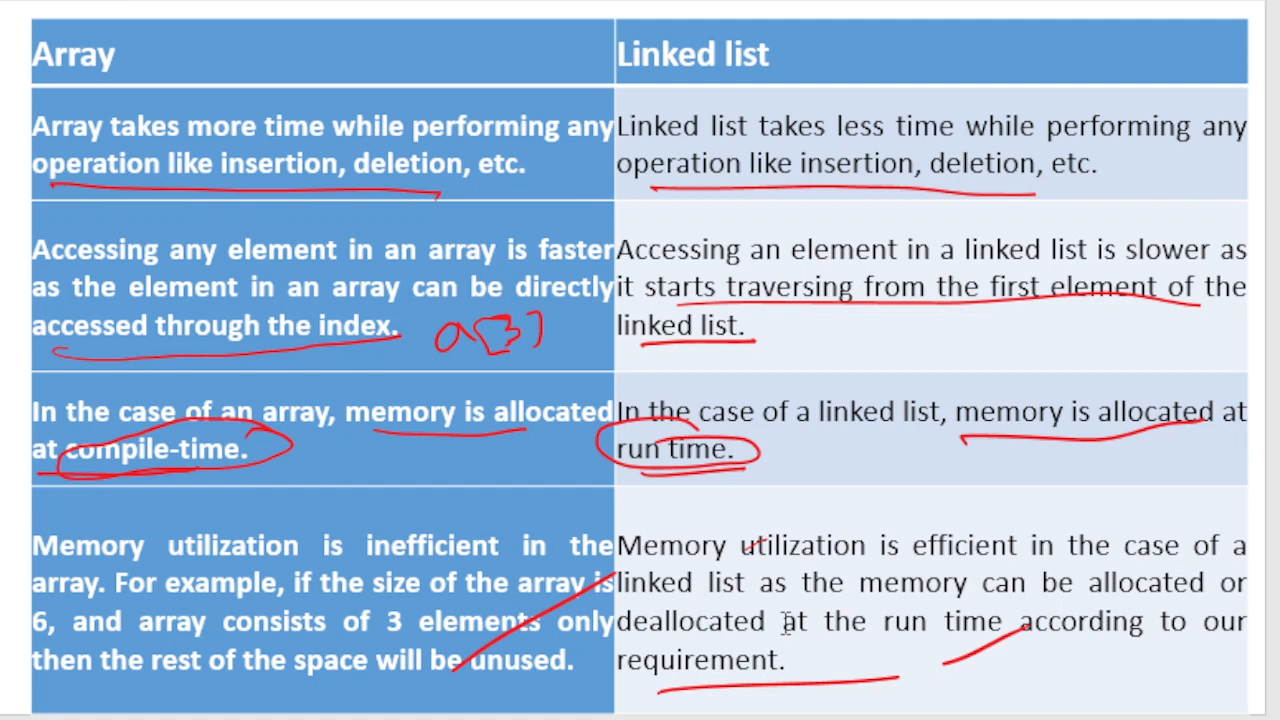 Array
Linked list
Array takes more time while performing any
operation like insertion, deletion, etc.
Linked list takes less time while performing any
operation like insertion, deletion, etc.
Accessing any element in an array is faster
as the element in an array can be directly
accessed through the index.
a[3]
Accessing an element in a linked list is slower as
it starts traversing from the first element of the
linked list.
In the case of an array, memory is allocated
at compile-time.
In the case of a linked list, memory is allocated at
run time.
Memory utilization is inefficient in the
array. For example, if the size of the array is
6, and array consists of 3 elements only
then the rest of the space will be unused.
Memory utilization is efficient in the case of a
linked list as the memory can be allocated or
deallocated at the run time according to our
requirement.